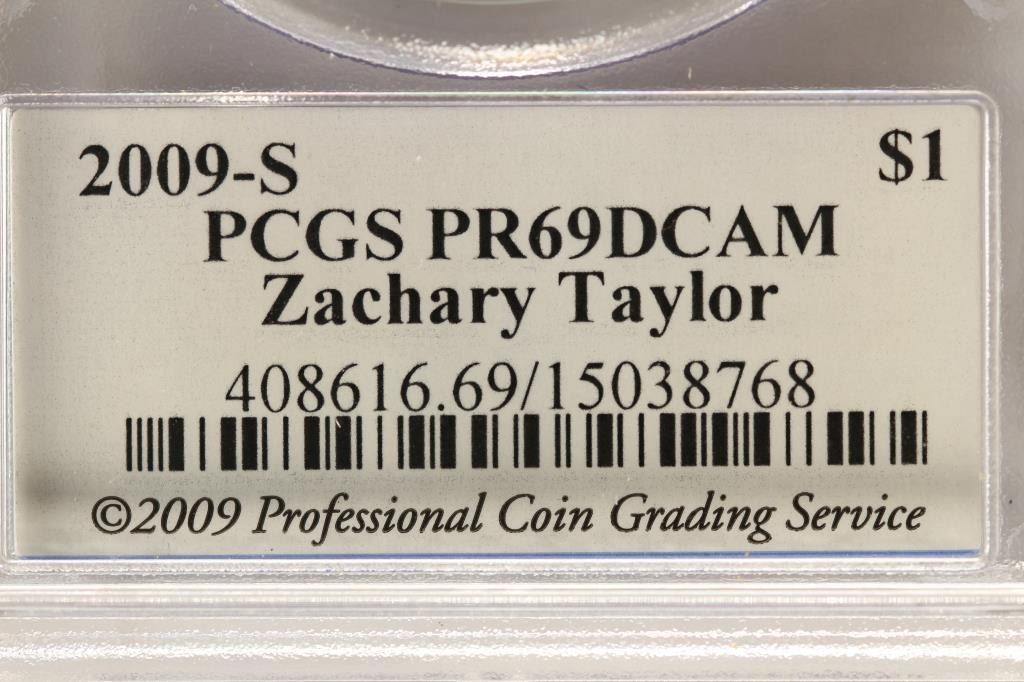 2009-S $1
PCGS PR69DCAM
Zachary Taylor
408616.69/15038768
©2009 Professional Coin Grading Service